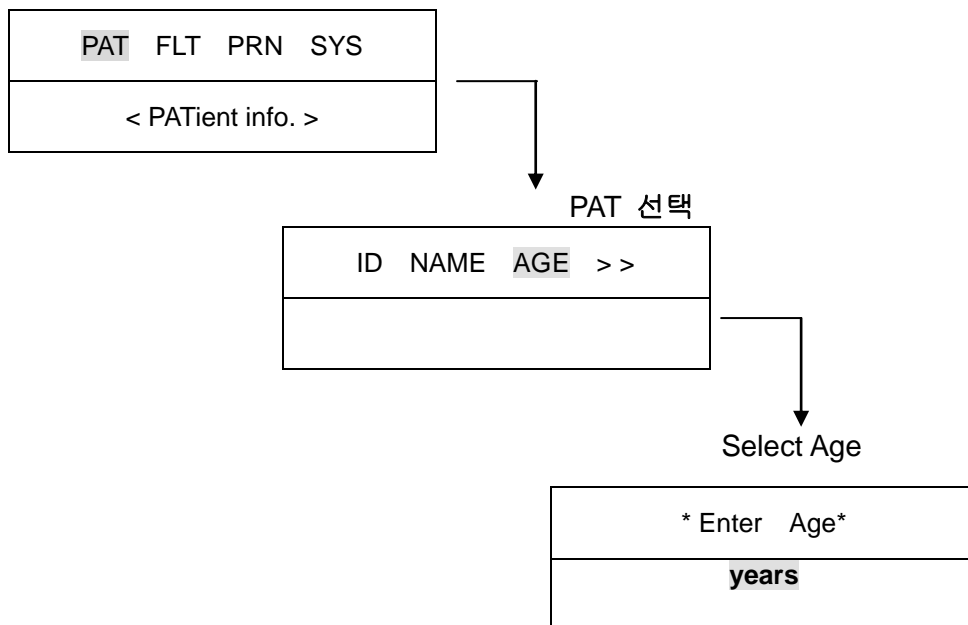 PAT FLT PRN SYS
< PATient info. >
PAT 선택
ID NAME AGE > >
Select Age
* Enter Age*
years